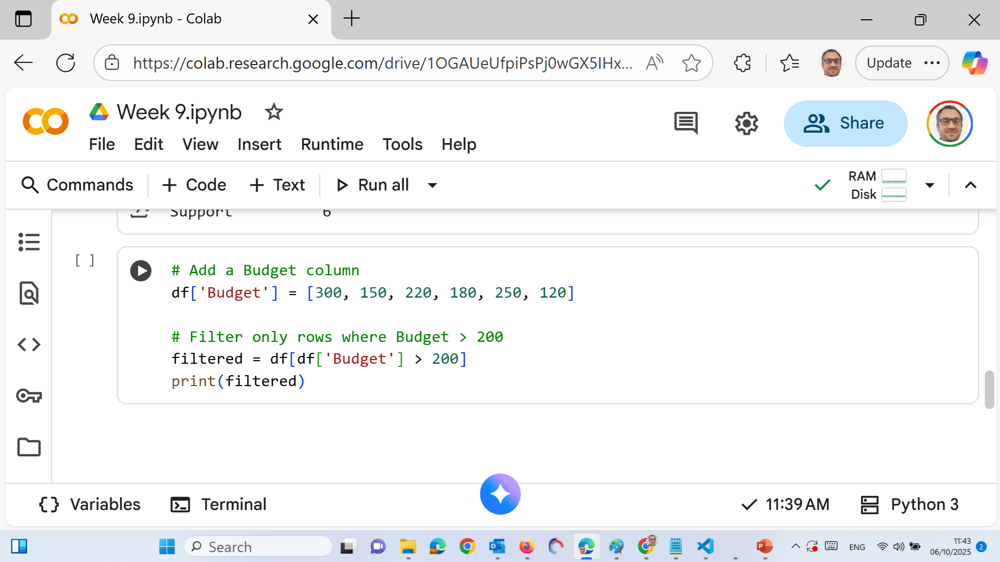 Week 9.ipynb - Colab
https://colab.research.google.com/drive/1OGAUeUfpiPsPj0wGX5IHx...
Update
Week 9.ipynb
Share
File Edit View Insert Runtime Tools Help
Commands + Code + Text Run all
RAM
Disk
Support 6
[ ]
# Add a Budget column
df['Budget'] = [300, 150, 220, 180, 250, 120]
# Filter only rows where Budget > 200
filtered = df[df['Budget'] > 200]
print(filtered)
Variables Terminal 11:39 AM Python 3
Search
ENG
11:43
06/10/2025
2